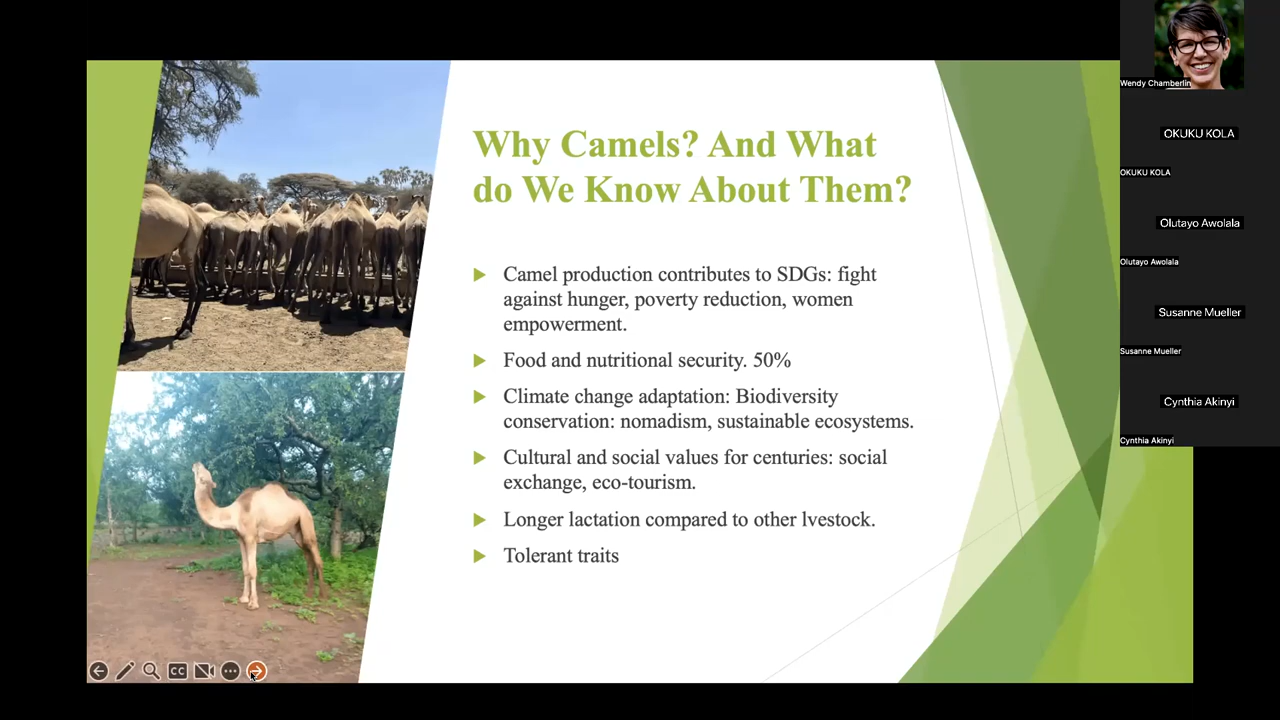 Why Camels? And What
do We Know About Them?
Camel production contributes to SDGs: fight
against hunger, poverty reduction, women
empowerment.
Food and nutritional security. 50%
Climate change adaptation: Biodiversity
conservation: nomadism, sustainable ecosystems.
Cultural and social values for centuries: social
exchange, eco-tourism.
Longer lactation compared to other lvestock.
Tolerant traits
CC
Wendy Chamberlin
OKUKU KOLA
OKUKU KOLA
Olutayo Awolala
Olutayo Awolala
Susanne Mueller
Susanne Mueller
Cynthia Akinyi
Cynthia Akinyi